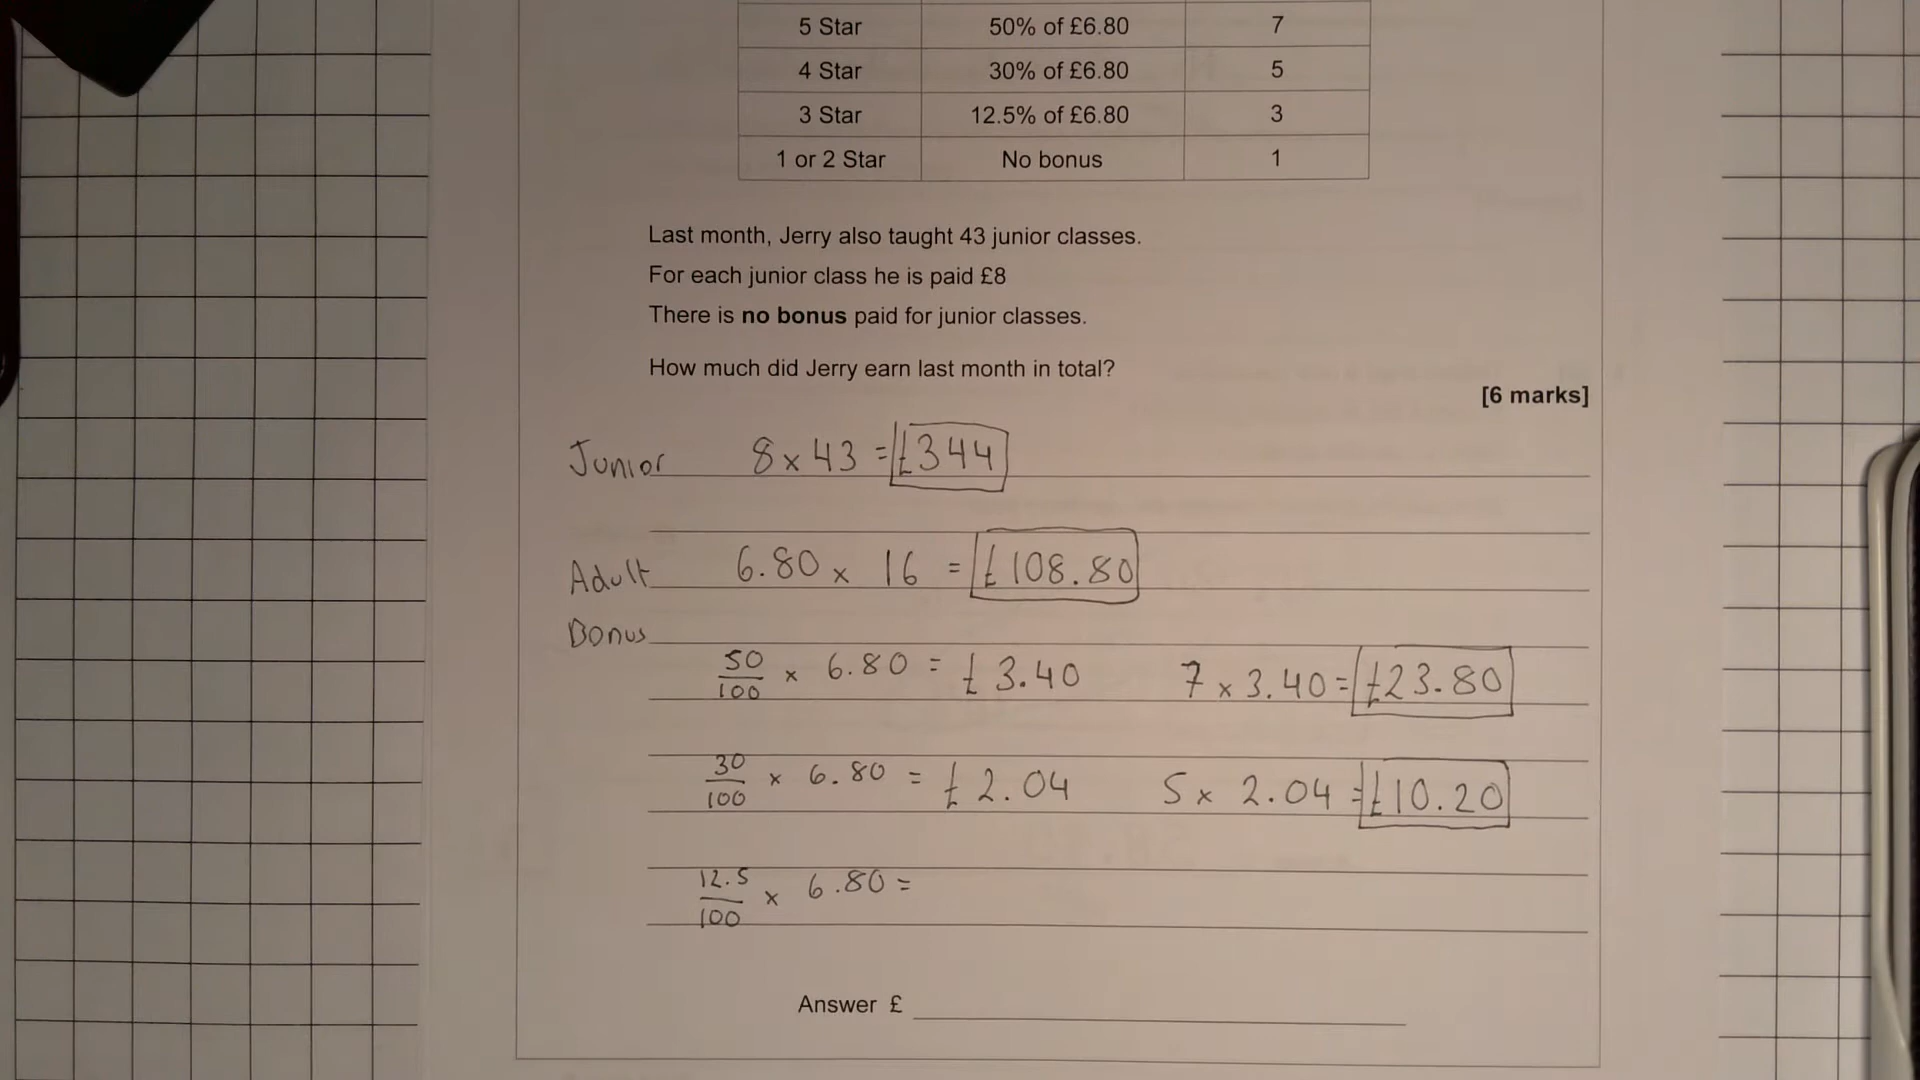 5 Star 50% of £6.80 7
4 Star 30% of £6.80 5
3 Star 12.5% of £6.80 3
1 or 2 Star No bonus 1
Last month, Jerry also taught 43 junior classes.
For each junior class he is paid £8
There is no bonus paid for junior classes.
How much did Jerry earn last month in total?
[6 marks]
Junior 8 × 43 = £344
Adult 6.80 × 16 = £108.80
Bonus
50/100 × 6.80 = £3.40 7 × 3.40 = £23.80
30/100 × 6.80 = £2.04 5 × 2.04 = £10.20
12.5/100 × 6.80 =
Answer £